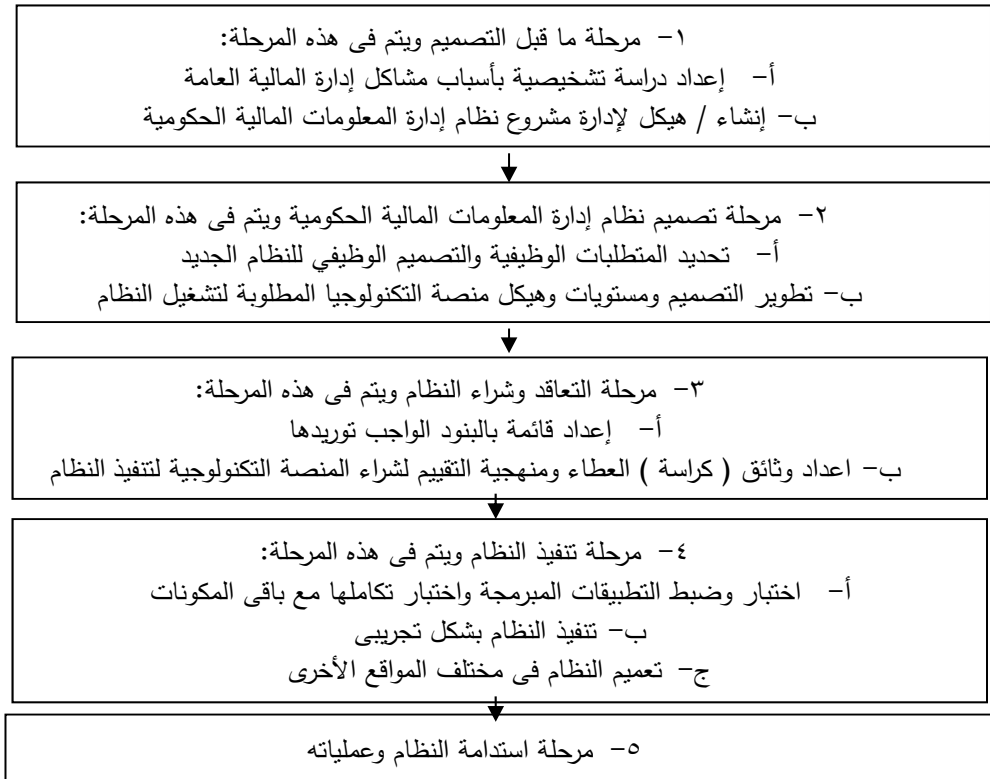 ١- مرحلة ما قبل التصميم ويتم فى هذه المرحلة:
أ- إعداد دراسة تشخيصية بأسباب مشاكل إدارة المالية العامة
ب- إنشاء / هيكل لإدارة مشروع نظام إدارة المعلومات المالية الحكومية
٢- مرحلة تصميم نظام إدارة المعلومات المالية الحكومية ويتم فى هذه المرحلة:
أ- تحديد المتطلبات الوظيفية والتصميم الوظيفي للنظام الجديد
ب- تطوير التصميم ومستويات وهيكل منصة التكنولوجيا المطلوبة لتشغيل النظام
٣- مرحلة التعاقد وشراء النظام ويتم فى هذه المرحلة:
أ- إعداد قائمة بالبنود الواجب توريدها
ب- اعداد وثائق ( كراسة ) العطاء ومنهجية التقييم لشراء المنصة التكنولوجية لتنفيذ النظام
٤- مرحلة تنفيذ النظام ويتم فى هذه المرحلة:
أ- اختبار وضبط التطبيقات المبرمجة واختبار تكاملها مع باقى المكونات
ب- تنفيذ النظام بشكل تجريبى
ج- تعميم النظام فى مختلف المواقع الأخرى
٥- مرحلة استدامة النظام وعملياته